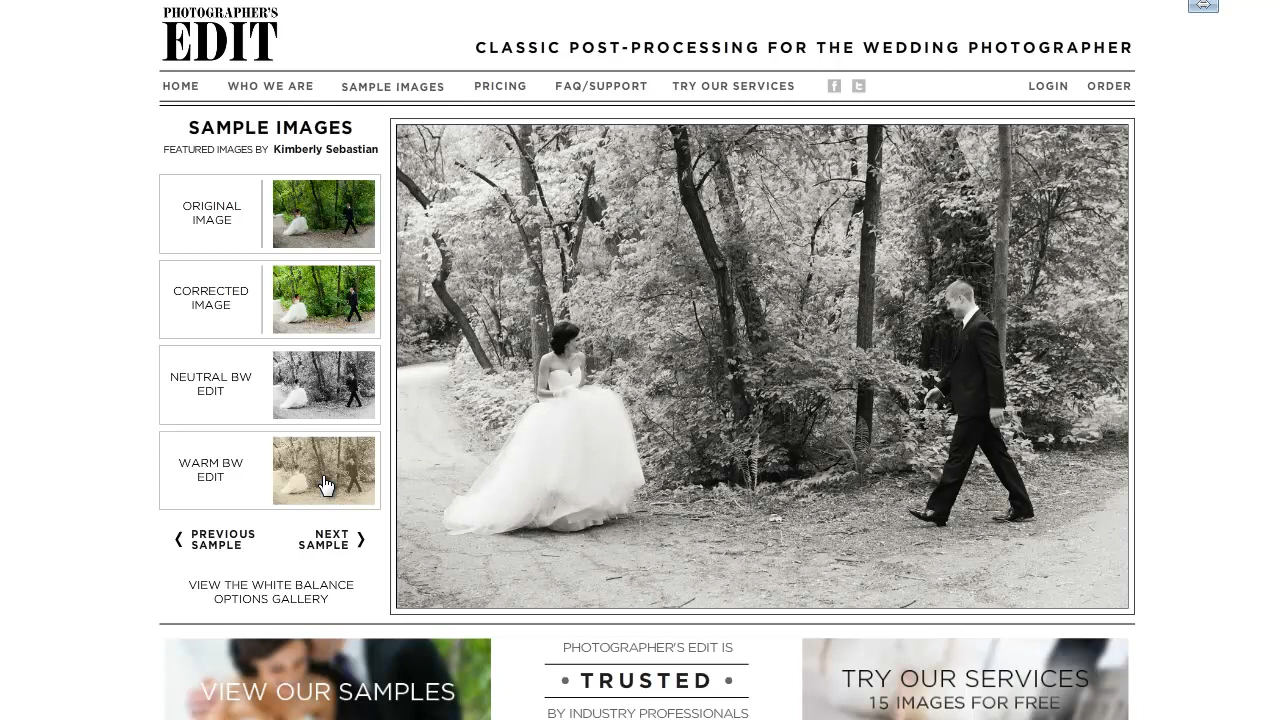 PHOTOGRAPHER'S
EDIT
CLASSIC POST-PROCESSING FOR THE WEDDING PHOTOGRAPHER
HOME WHO WE ARE SAMPLE IMAGES PRICING FAQ/SUPPORT TRY OUR SERVICES f t LOGIN ORDER
SAMPLE IMAGES
FEATURED IMAGES BY Kimberly Sebastian
ORIGINAL
IMAGE
CORRECTED
IMAGE
NEUTRAL BW
EDIT
WARM BW
EDIT
PREVIOUS
SAMPLE
NEXT
SAMPLE
VIEW THE WHITE BALANCE
OPTIONS GALLERY
VIEW OUR SAMPLES
PHOTOGRAPHER'S EDIT IS
• TRUSTED •
BY INDUSTRY PROFESSIONALS
TRY OUR SERVICES
15 IMAGES FOR FREE